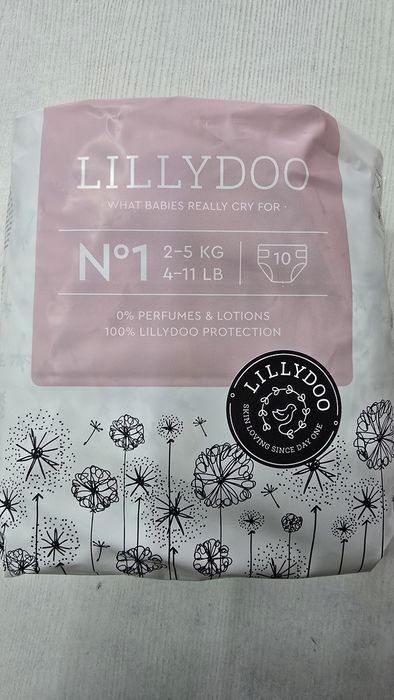 LILLYDOO
· WHAT BABIES REALLY CRY FOR ·
Nº1
2–5 KG
4–11 LB
10
0% PERFUMES & LOTIONS
100% LILLYDOO PROTECTION
· LILLYDOO ·
SKIN LOVING SINCE DAY ONE